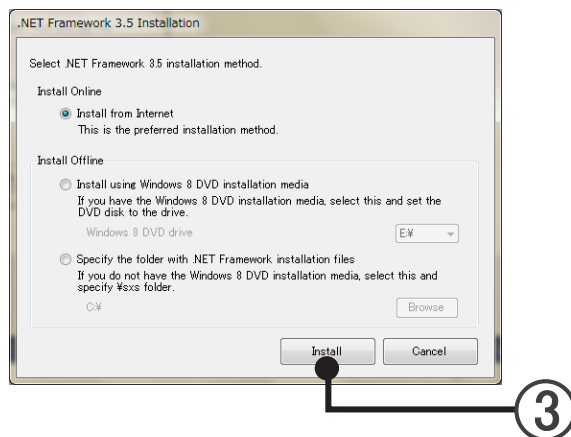 .NET Framework 3.5 Installation
Select .NET Framework 3.5 installation method.
Install Online
Install from Internet
This is the preferred installation method.
Install Offline
Install using Windows 8 DVD installation media
If you have the Windows 8 DVD installation media, select this and set the
DVD disk to the drive.
Windows 8 DVD drive
E:¥
Specify the folder with .NET Framework installation files
If you do not have the Windows 8 DVD installation media, select this and
specify ¥sxs folder.
C:¥
Browse
Install
Cancel
3